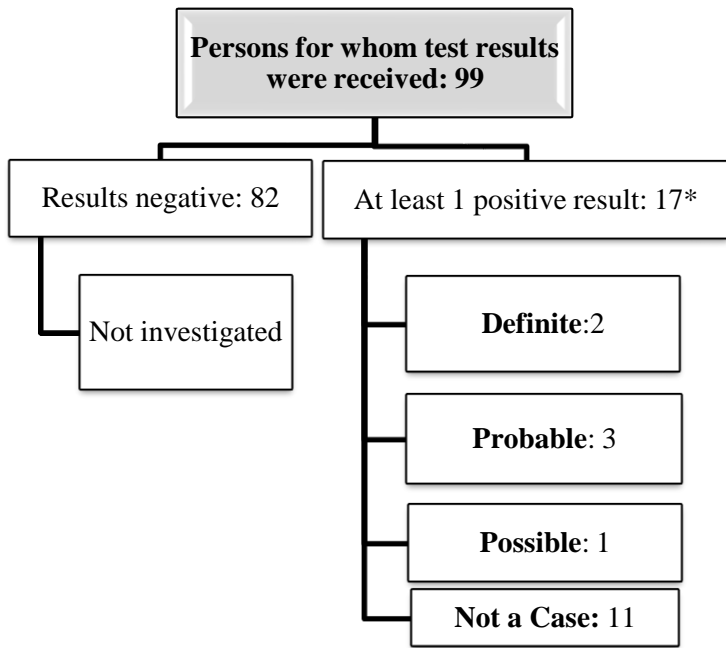 Persons for whom test results
were received: 99
Results negative: 82
At least 1 positive result: 17*
Not investigated
Definite:2
Probable: 3
Possible: 1
Not a Case: 11